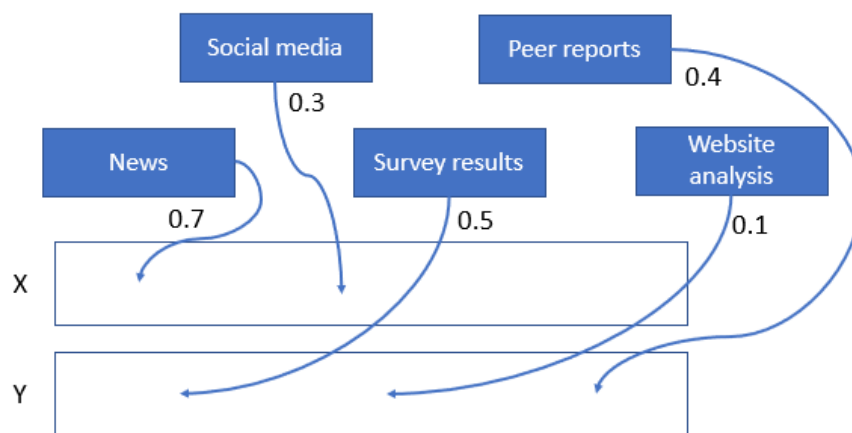 Social media
Peer reports
0.3
0.4
News
Survey results
Website
analysis
0.7
0.5
0.1
X
Y